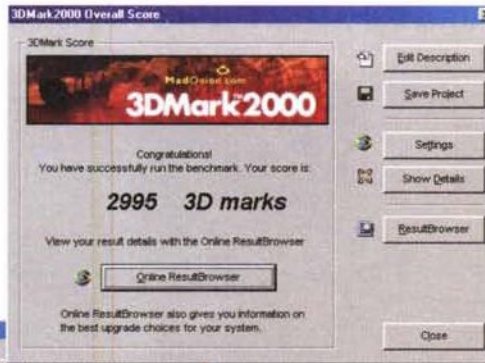 3DMark2000 Overall Score
3DMark Score
MadOnion.com
3DMark2000
Congratulations!
You have successfully run the benchmark. Your score is:
2995 3D marks
View your result details with the Online ResultBrowser
Online ResultBrowser
Online ResultBrowser also gives you information on
the best upgrade choices for your system.
Edit Description
Save Project
Settings
Show Details
ResultBrowser
Close